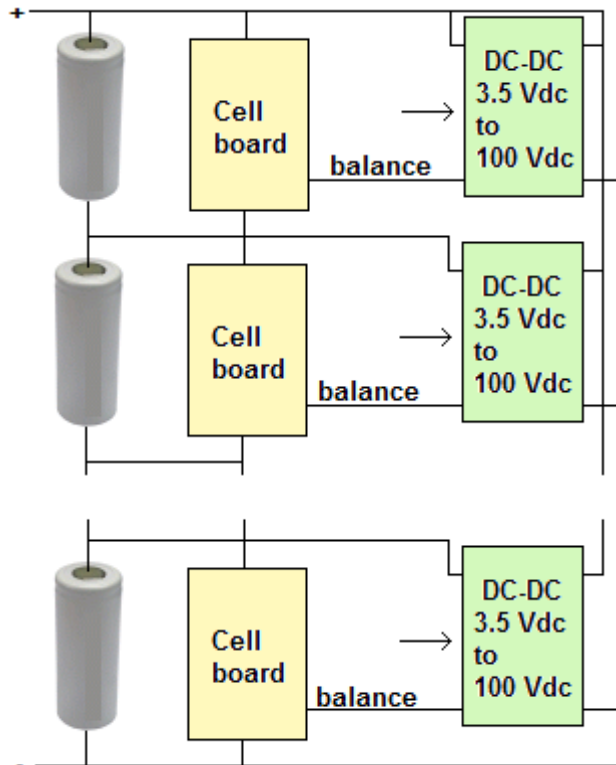 +
DC-DC
3.5 Vdc
to
100 Vdc
Cell
board
balance
DC-DC
3.5 Vdc
to
100 Vdc
Cell
board
balance
DC-DC
3.5 Vdc
to
100 Vdc
Cell
board
balance
-